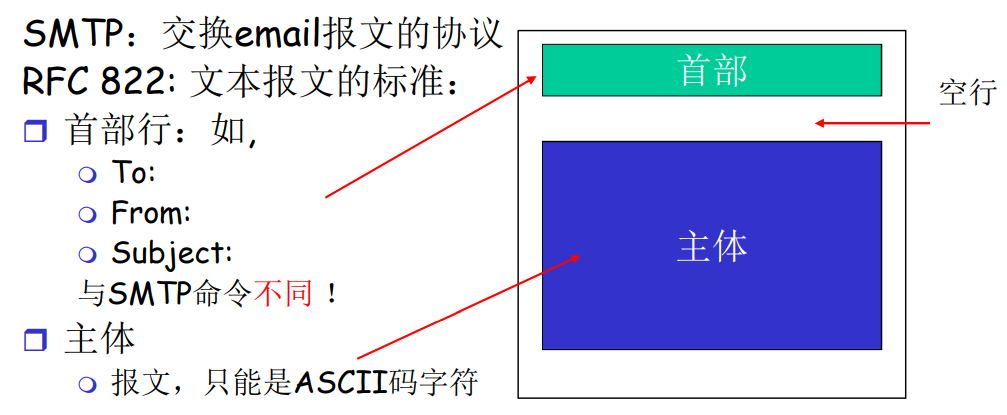 SMTP：交换email报文的协议
RFC 822: 文本报文的标准：
首部行：如,
To:
From:
Subject:
与SMTP命令不同！
主体
报文，只能是ASCII码字符
首部
空行
主体